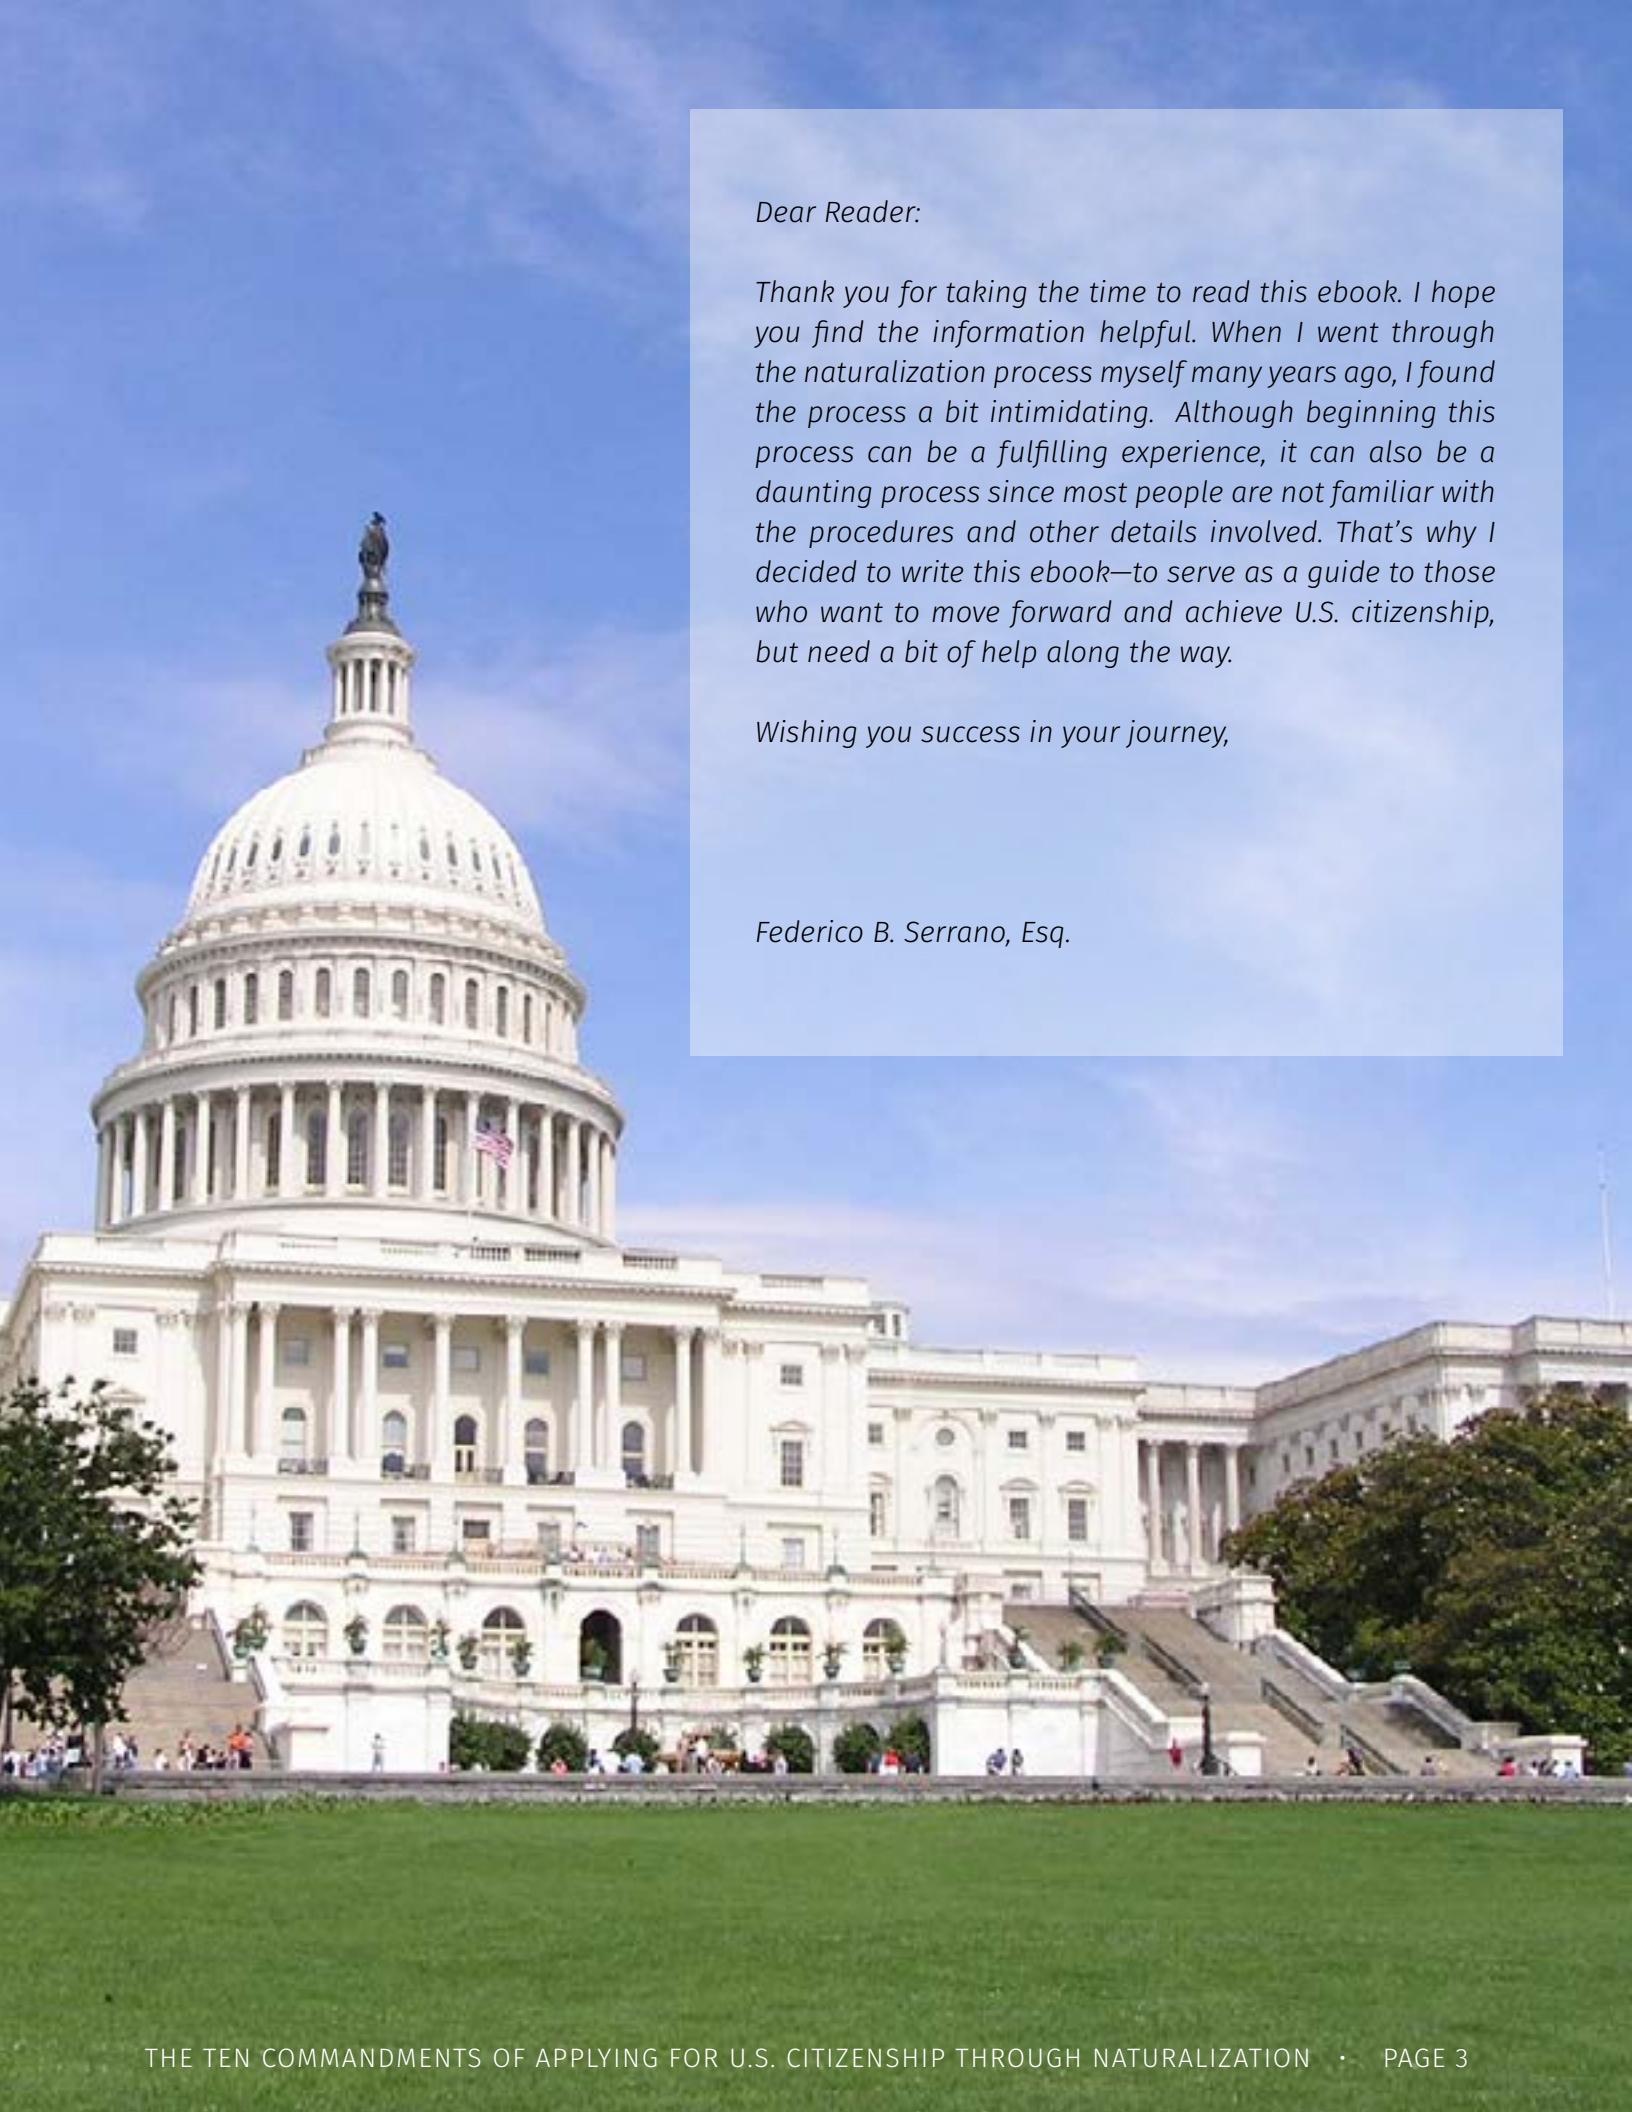 Dear Reader:
Thank you for taking the time to read this ebook. I hope
you find the information helpful. When I went through
the naturalization process myself many years ago, I found
the process a bit intimidating.  Although beginning this
process can be a fulfilling experience, it can also be a
daunting process since most people are not familiar with
the procedures and other details involved. That’s why I
decided to write this ebook—to serve as a guide to those
who want to move forward and achieve U.S. citizenship,
but need a bit of help along the way.
Wishing you success in your journey,
Federico B. Serrano, Esq.
THE TEN COMMANDMENTS OF APPLYING FOR U.S. CITIZENSHIP THROUGH NATURALIZATION • PAGE 3